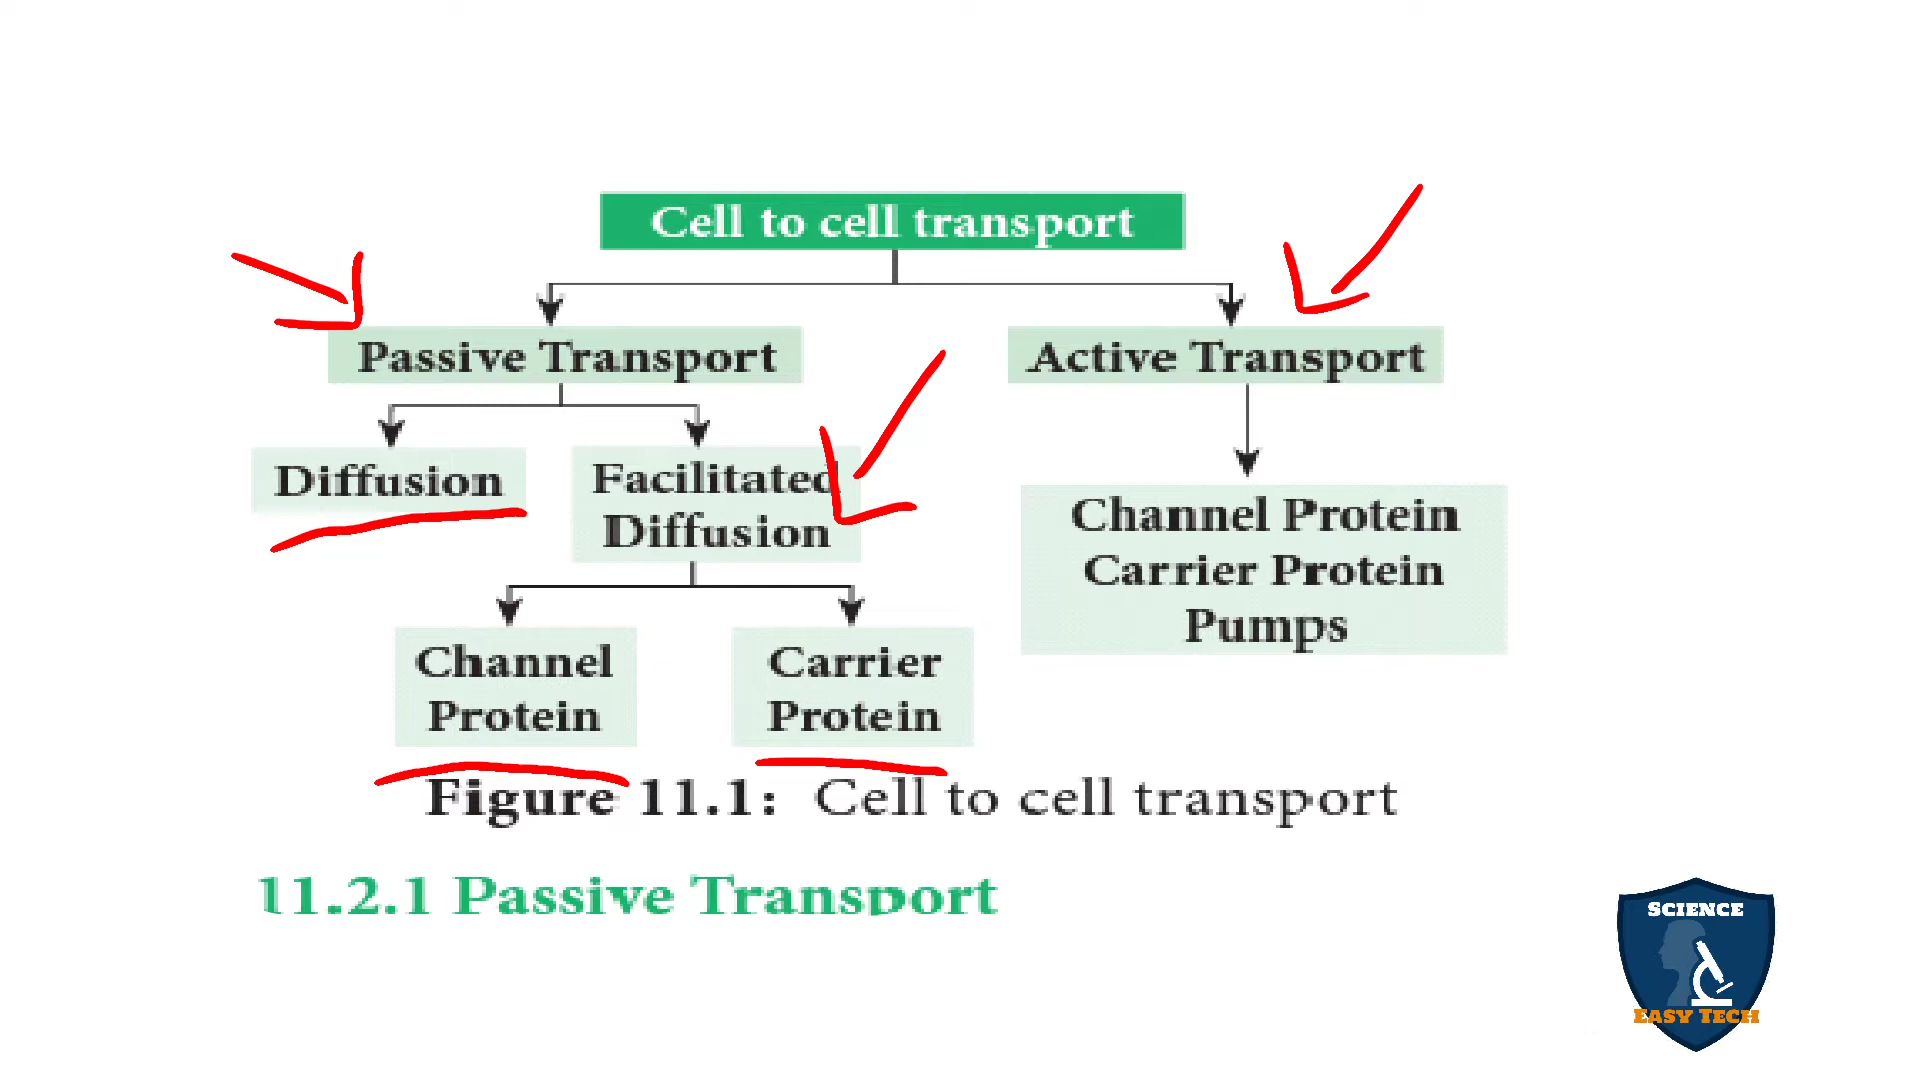 Cell to cell transport
Passive Transport
Active Transport
Diffusion
Facilitated
Diffusion
Channel Protein
Carrier Protein
Pumps
Channel
Protein
Carrier
Protein
Figure 11.1: Cell to cell transport
11.2.1 Passive Transport
SCIENCE
EASY TECH